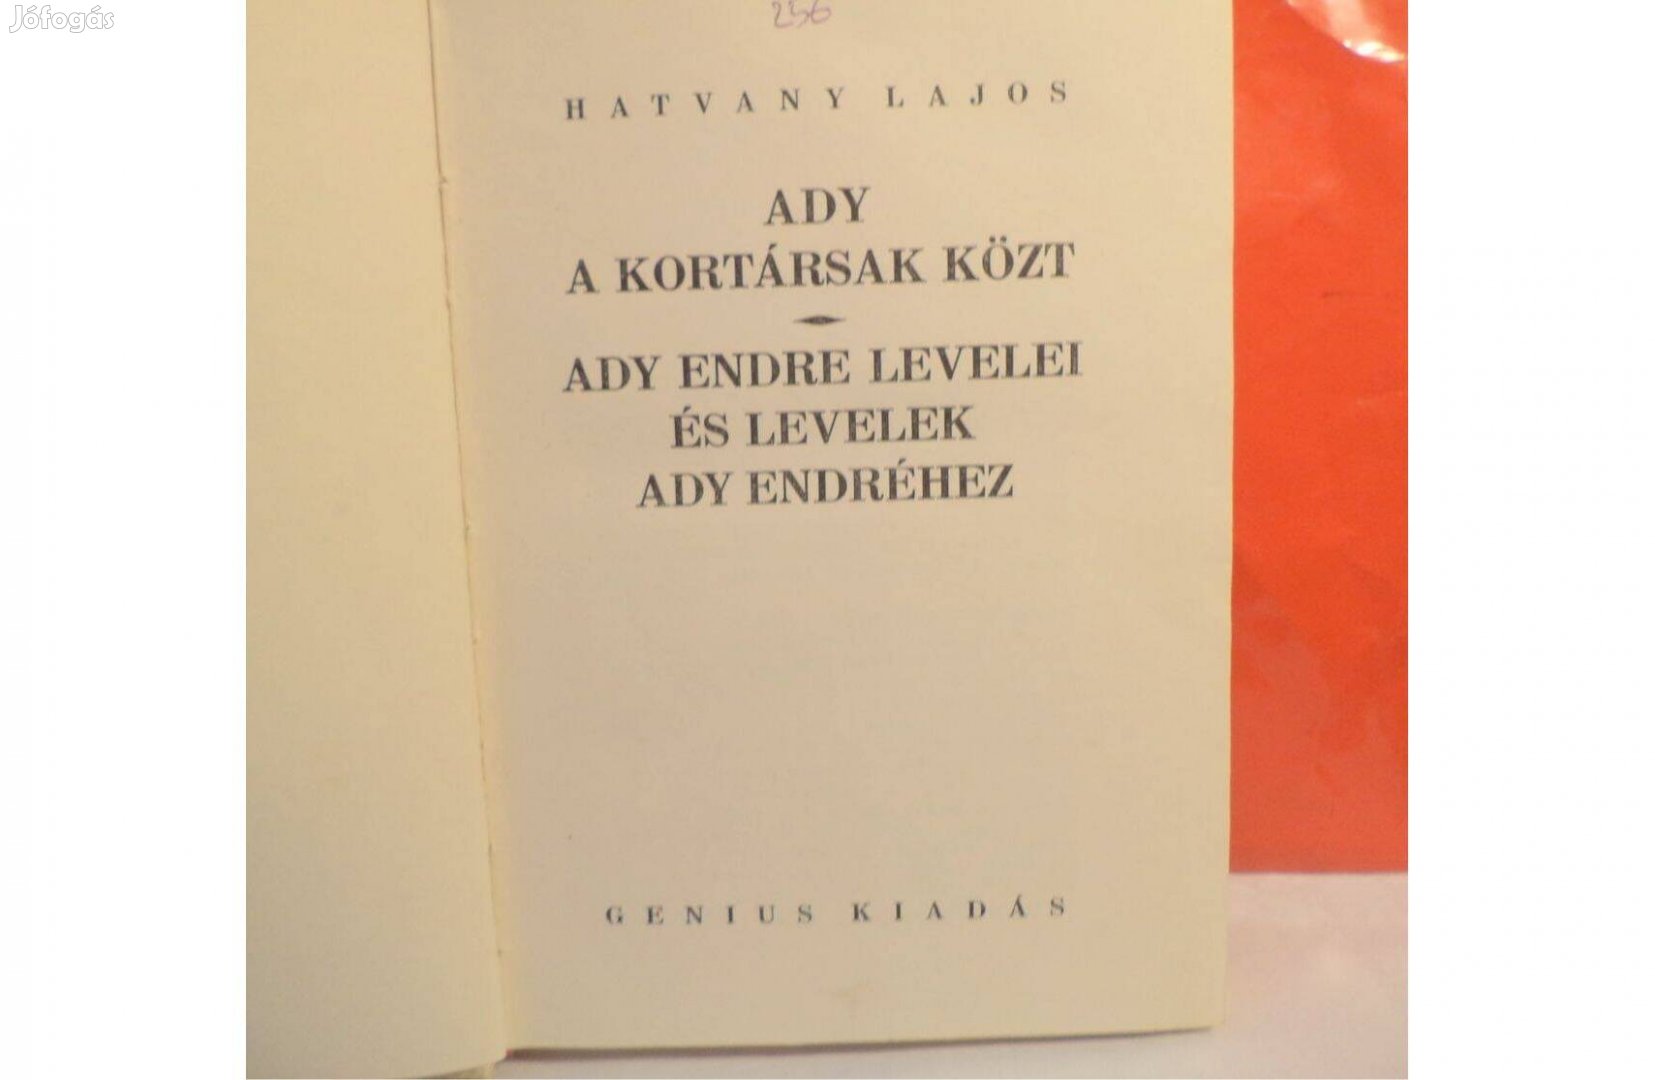 Jófogás
256
HATVANY LAJOS
ADY
A KORTÁRSAK KÖZT
ADY ENDRE LEVELEI
ÉS LEVELEK
ADY ENDRÉHEZ
GENIUS KIADÁS